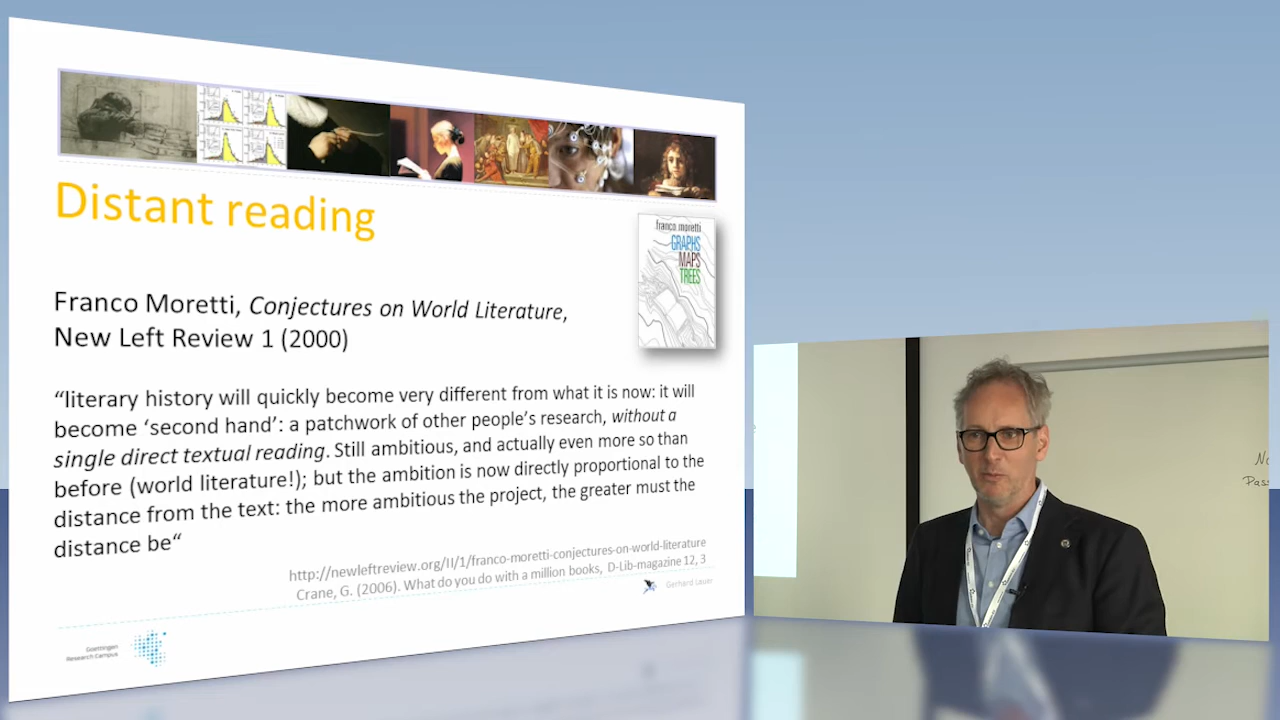 Distant reading
franco moretti
GRAPHS
MAPS
TREES
Franco Moretti, Conjectures on World Literature,
New Left Review 1 (2000)
“literary history will quickly become very different from what it is now: it will
become ‘second hand’: a patchwork of other people’s research, without a
single direct textual reading. Still ambitious, and actually even more so than
before (world literature!); but the ambition is now directly proportional to the
distance from the text: the more ambitious the project, the greater must the
distance be“
http://newleftreview.org/II/1/franco-moretti-conjectures-on-world-literature
Crane, G. (2006). What do you do with a million books, D-Lib-magazine 12, 3
Gerhard Lauer
Goettingen
Research Campus